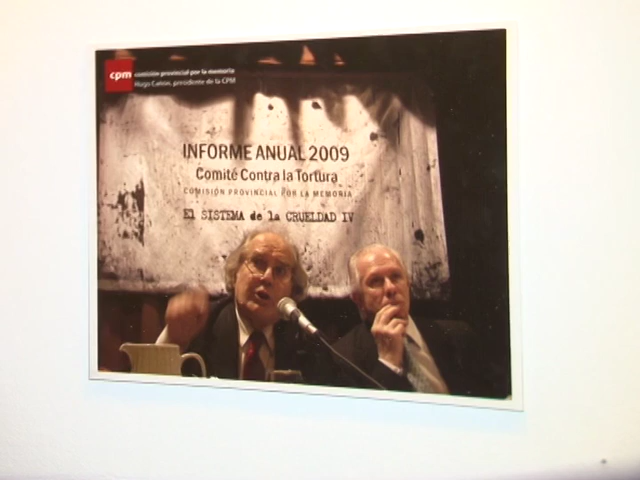 cpm
comisión provincial por la memoria
Hugo Cañón, presidente de la CPM
INFORME ANUAL 2009
Comité Contra la Tortura
COMISIÓN PROVINCIAL POR LA MEMORIA
El SISTEMA de la CRUELDAD IV